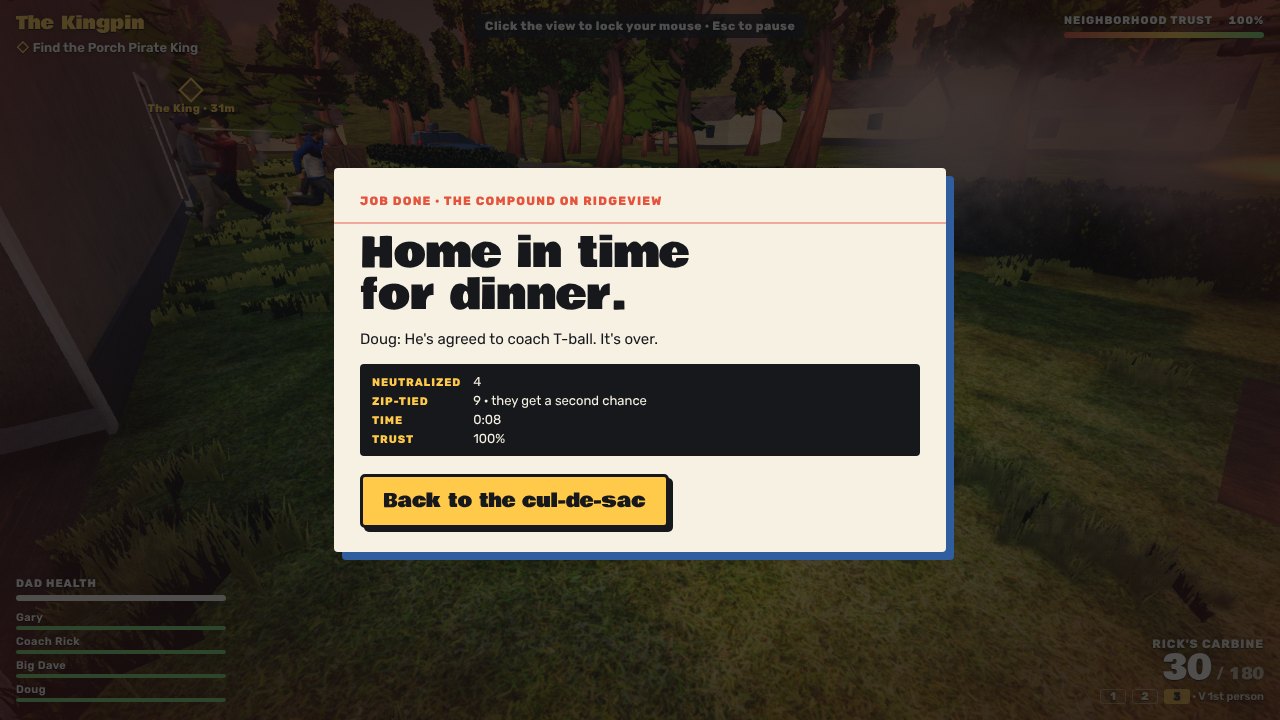 The Kingpin
Find the Porch Pirate King
Click the view to lock your mouse · Esc to pause
NEIGHBORHOOD TRUST 100%
The King · 31m
JOB DONE · THE COMPOUND ON RIDGEVIEW
Home in time
for dinner.
Doug: He's agreed to coach T-ball. It's over.
NEUTRALIZED 4
ZIP-TIED 9 · they get a second chance
TIME 0:08
TRUST 100%
Back to the cul-de-sac
DAD HEALTH
Gary
Coach Rick
Big Dave
Doug
RICK'S CARBINE
30 / 180
1 2 3 · V 1st person